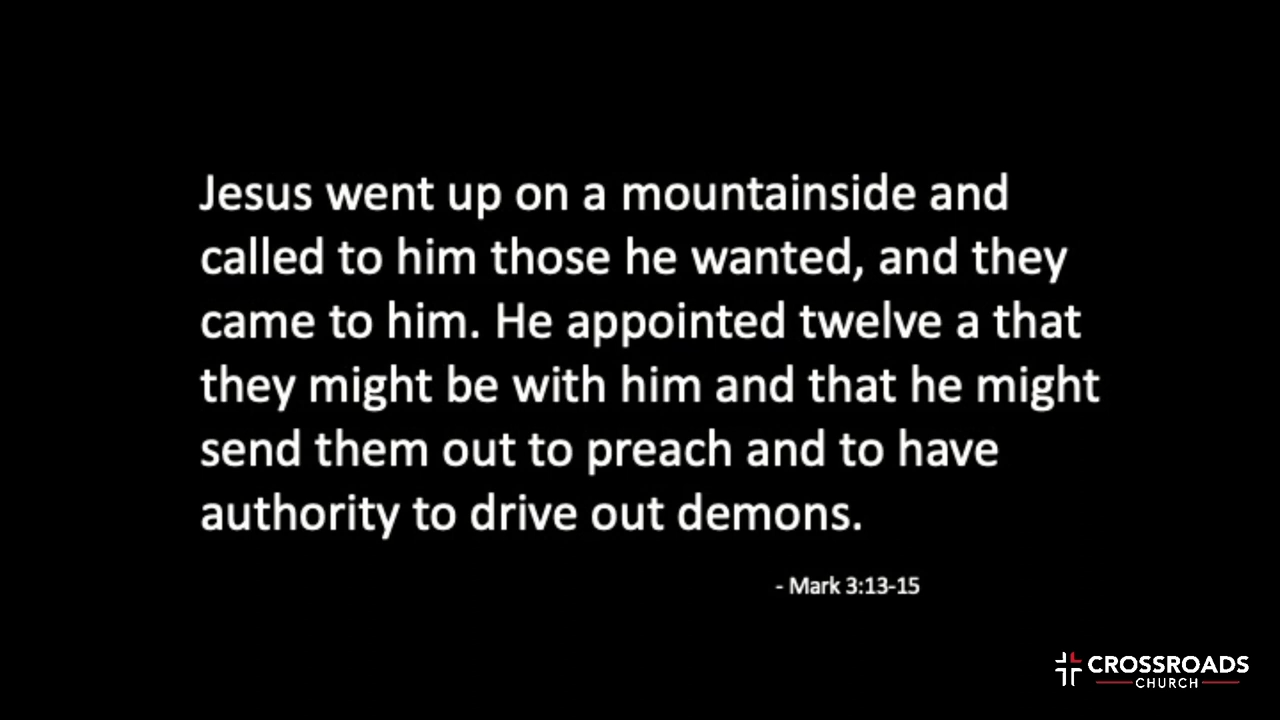 Jesus went up on a mountainside and
called to him those he wanted, and they
came to him. He appointed twelve a that
they might be with him and that he might
send them out to preach and to have
authority to drive out demons.
- Mark 3:13-15
CROSSROADS
CHURCH